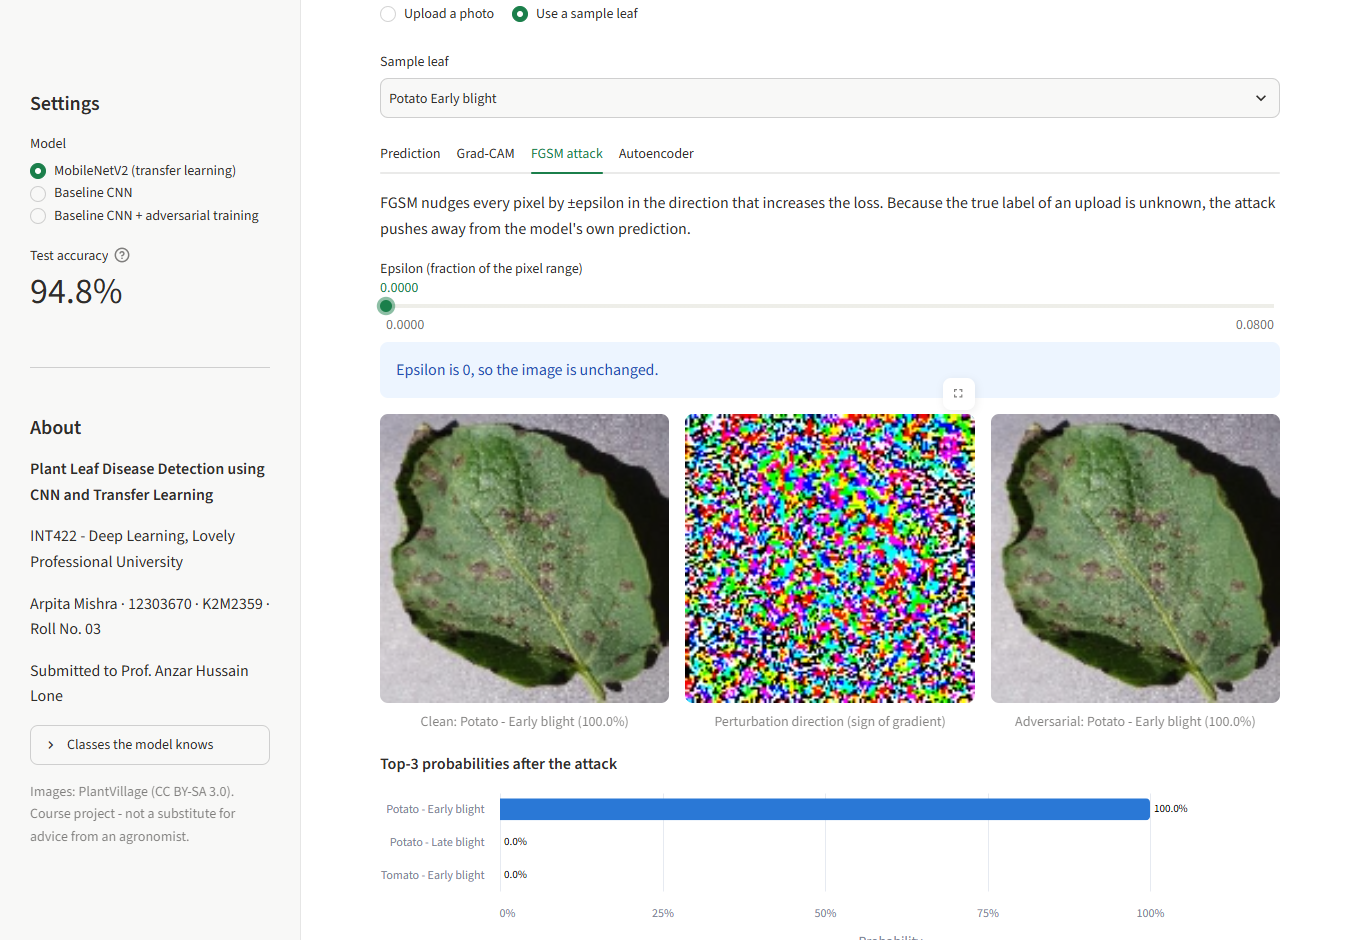 Settings
Model
MobileNetV2 (transfer learning)
Baseline CNN
Baseline CNN + adversarial training
Test accuracy ?
94.8%
About
Plant Leaf Disease Detection using
CNN and Transfer Learning
INT422 - Deep Learning, Lovely
Professional University
Arpita Mishra · 12303670 · K2M2359 ·
Roll No. 03
Submitted to Prof. Anzar Hussain
Lone
Classes the model knows
Images: PlantVillage (CC BY-SA 3.0).
Course project - not a substitute for
advice from an agronomist.
Upload a photo
Use a sample leaf
Sample leaf
Potato Early blight
Prediction Grad-CAM FGSM attack Autoencoder
FGSM nudges every pixel by ±epsilon in the direction that increases the loss. Because the true label of an upload is unknown, the attack
pushes away from the model's own prediction.
Epsilon (fraction of the pixel range)
0.0000
0.0000 0.0800
Epsilon is 0, so the image is unchanged.
Clean: Potato - Early blight (100.0%)
Perturbation direction (sign of gradient)
Adversarial: Potato - Early blight (100.0%)
Top-3 probabilities after the attack
Potato - Early blight 100.0%
Potato - Late blight 0.0%
Tomato - Early blight 0.0%
0% 25% 50% 75% 100%
Probability